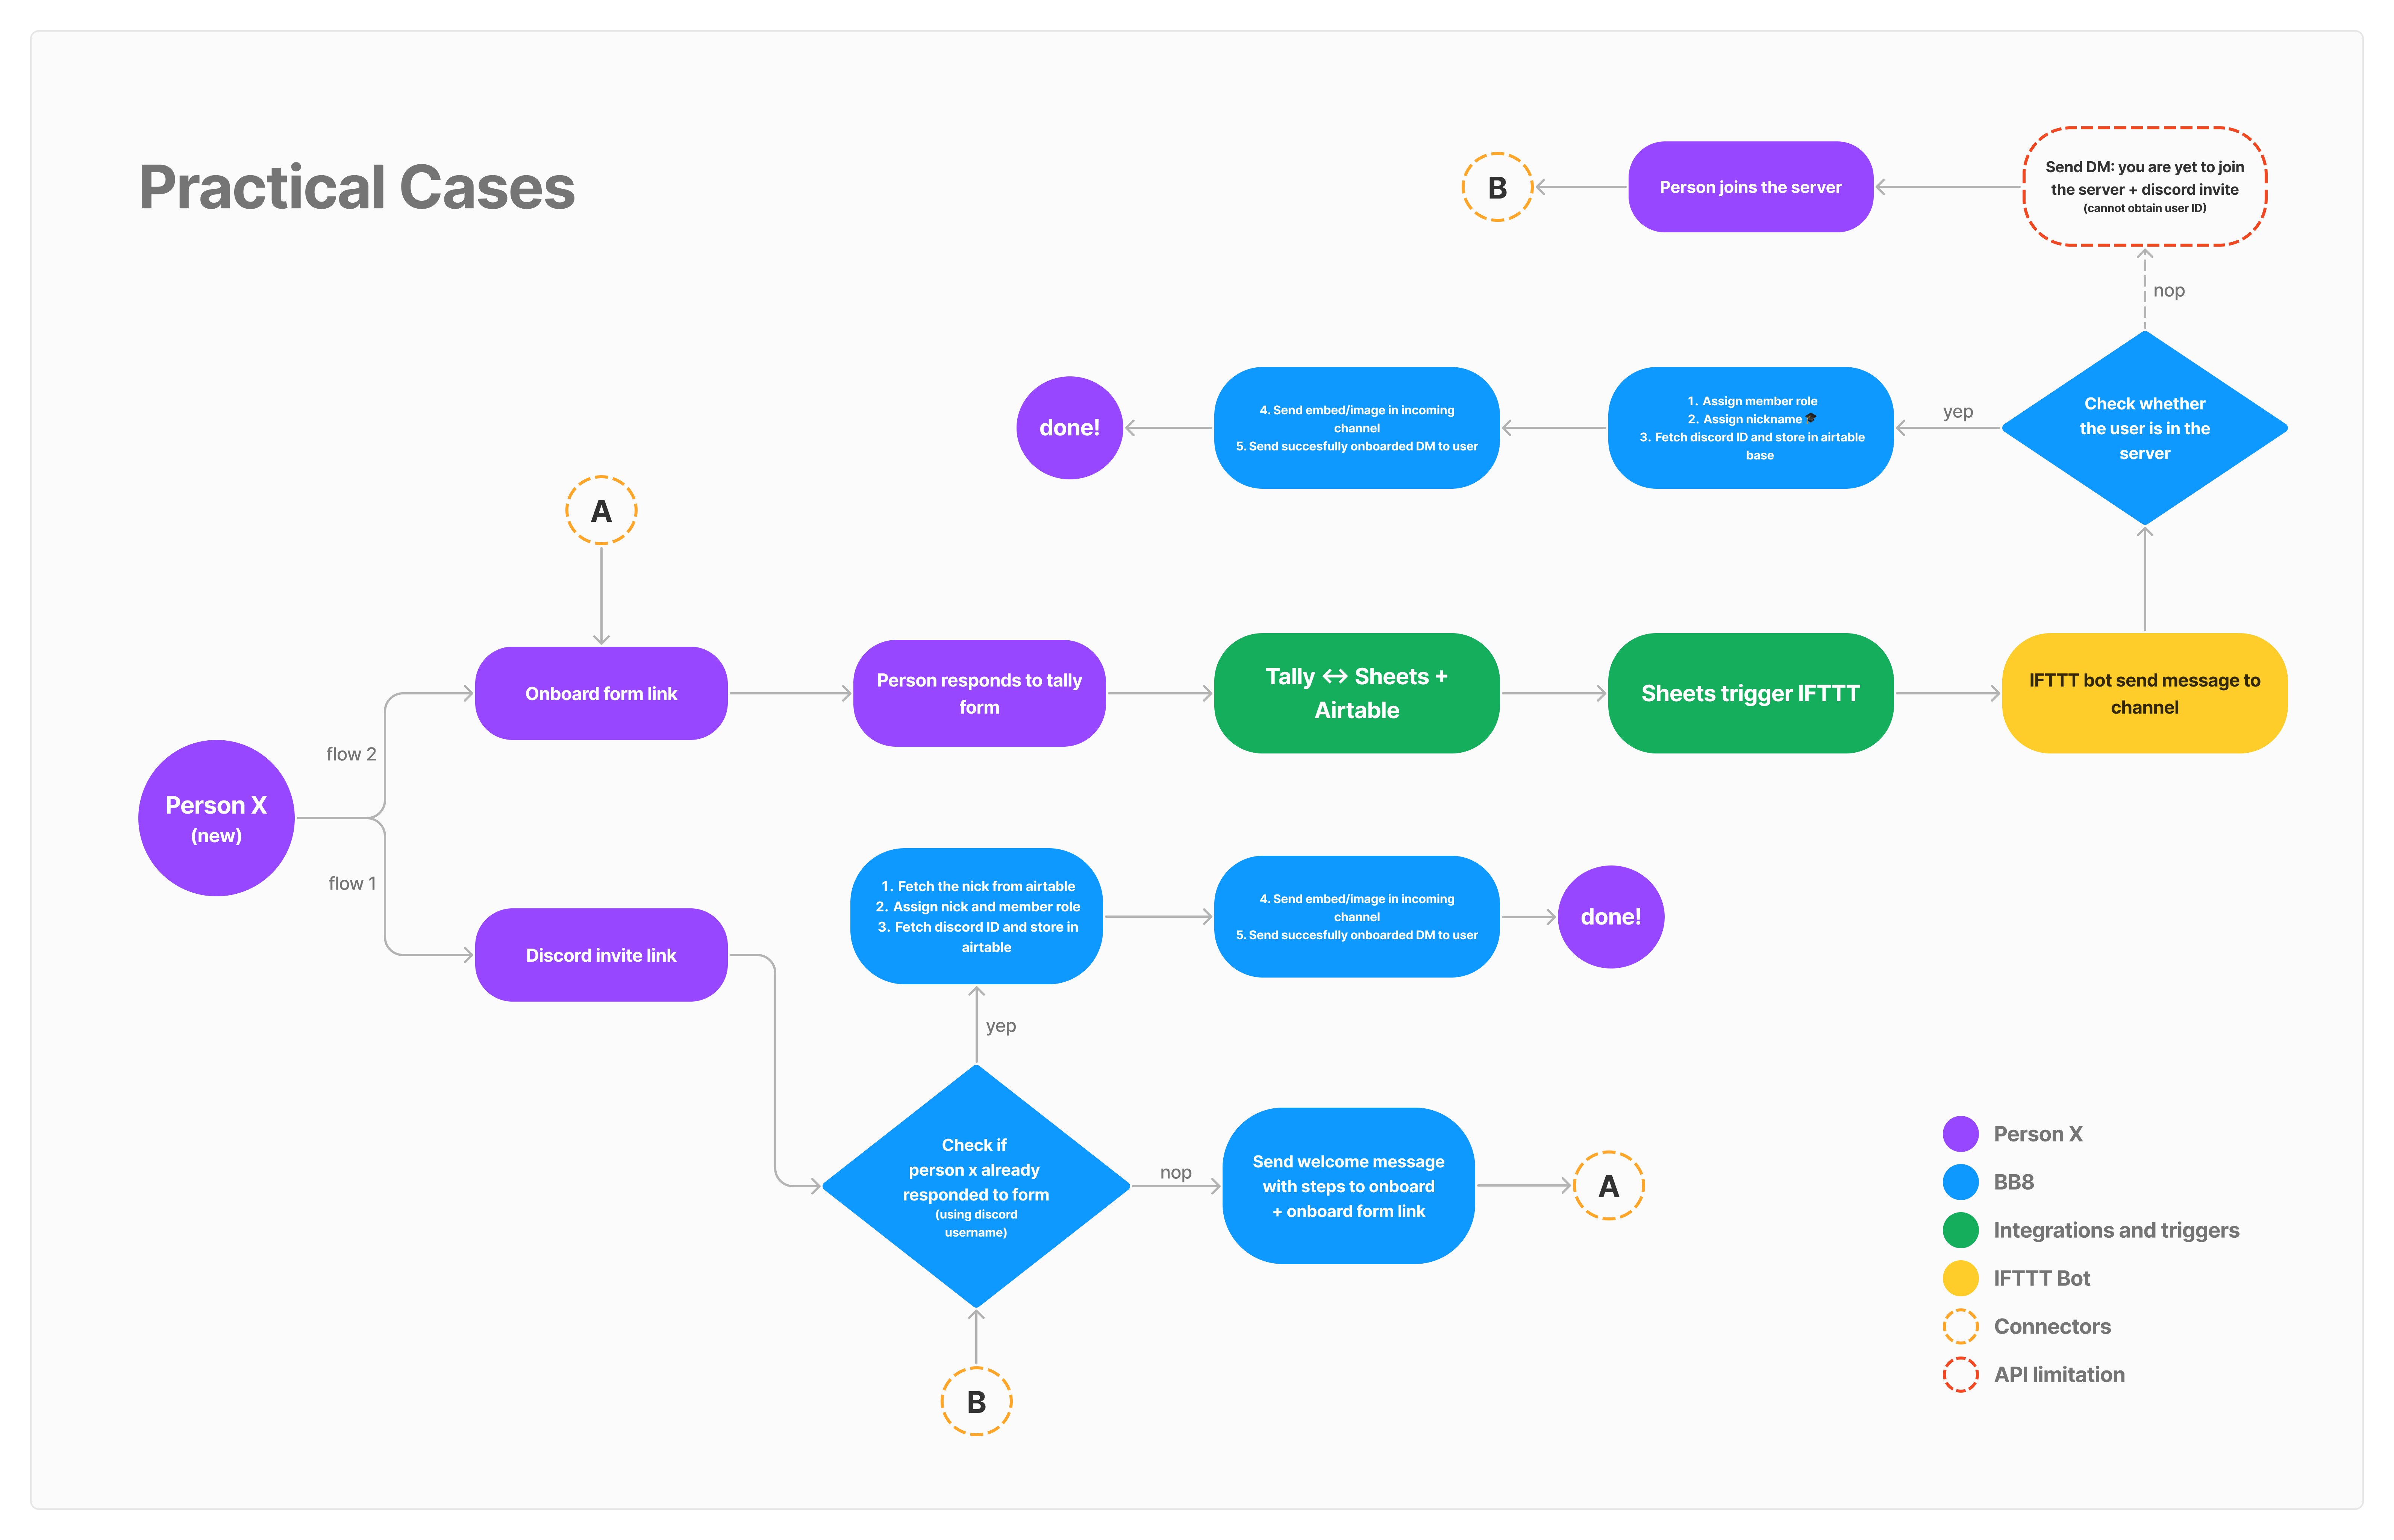 Practical Cases
B
Person joins the server
Send DM: you are yet to join
the server + discord invite
(cannot obtain user ID)
nop
done!
4. Send embed/image in incoming
channel
5. Send succesfully onboarded DM to user
1. Assign member role
2. Assign nickname 🎓
3. Fetch discord ID and store in airtable
base
yep
Check whether
the user is in the
server
A
Onboard form link
Person responds to tally
form
Tally ↔ Sheets +
Airtable
Sheets trigger IFTTT
IFTTT bot send message to
channel
flow 2
Person X
(new)
flow 1
Discord invite link
1. Fetch the nick from airtable
2. Assign nick and member role
3. Fetch discord ID and store in
airtable
4. Send embed/image in incoming
channel
5. Send succesfully onboarded DM to user
done!
yep
Check if
person x already
responded to form
(using discord
username)
nop
Send welcome message
with steps to onboard
+ onboard form link
A
B
Person X
BB8
Integrations and triggers
IFTTT Bot
Connectors
API limitation